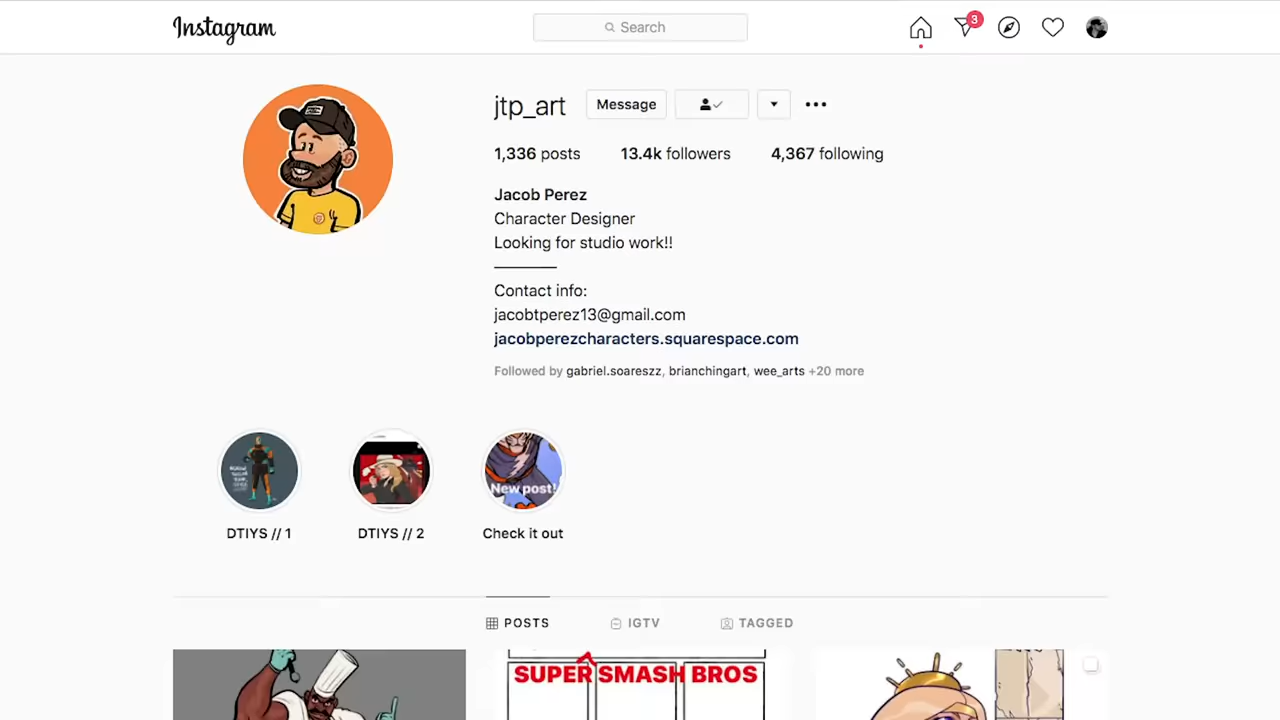 Instagram
Search
3
jtp_art
Message
1,336 posts 13.4k followers 4,367 following
Jacob Perez
Character Designer
Looking for studio work!!
Contact info:
jacobtperez13@gmail.com
jacobperezcharacters.squarespace.com
Followed by gabriel.soareszz, brianchingart, wee_arts +20 more
New post!
DTIYS // 1 DTIYS // 2 Check it out
POSTS IGTV TAGGED
SUPER SMASH BROS